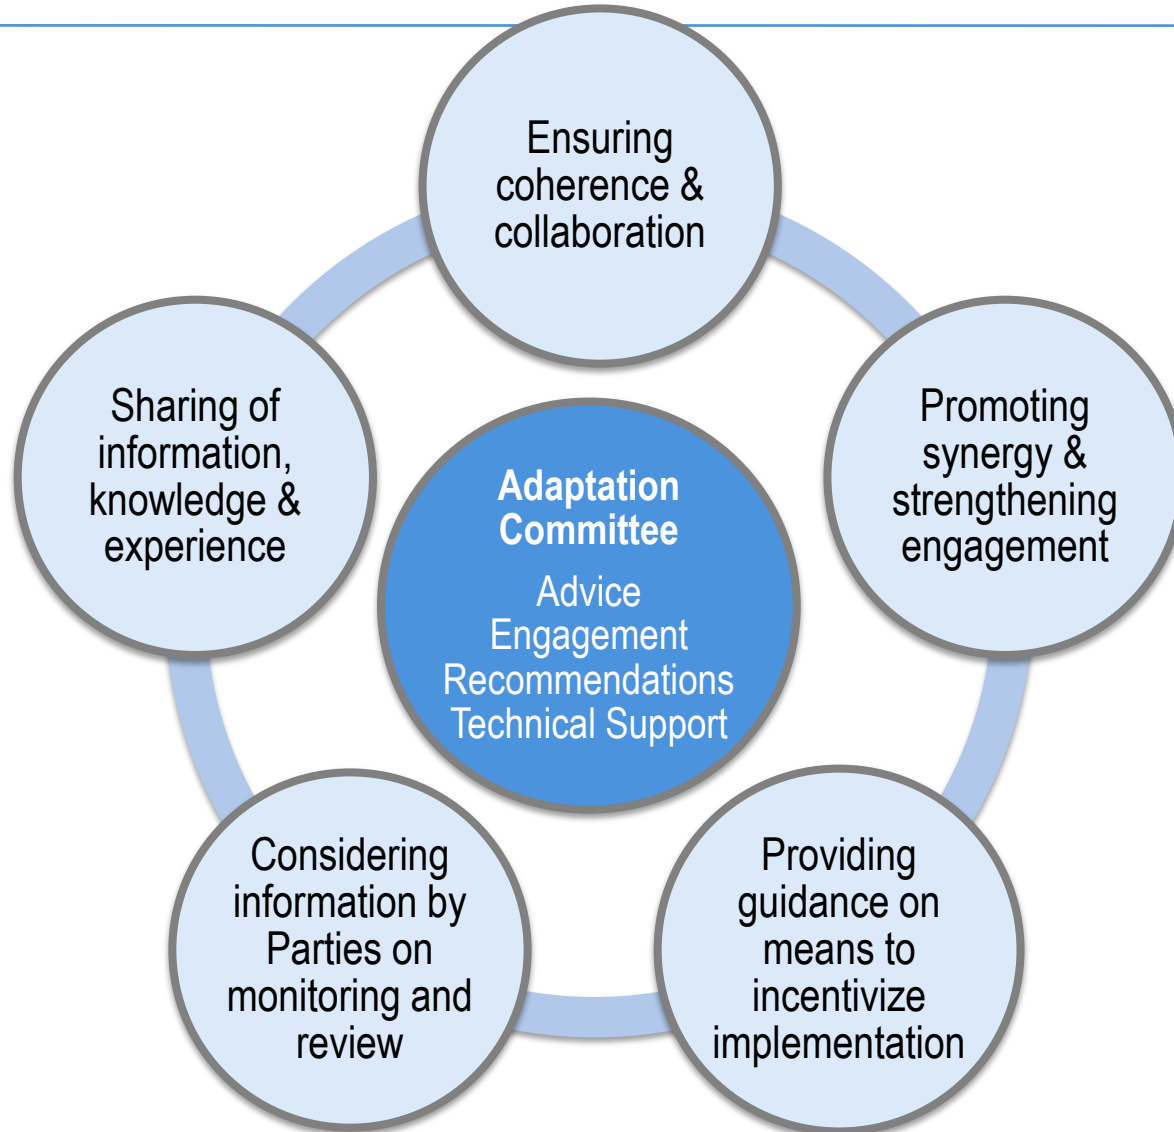 Ensuring
coherence &
collaboration
Sharing of
information,
knowledge &
experience
Promoting
synergy &
strengthening
engagement
Adaptation
Committee
Advice
Engagement
Recommendations
Technical Support
Considering
information by
Parties on
monitoring and
review
Providing
guidance on
means to
incentivize
implementation